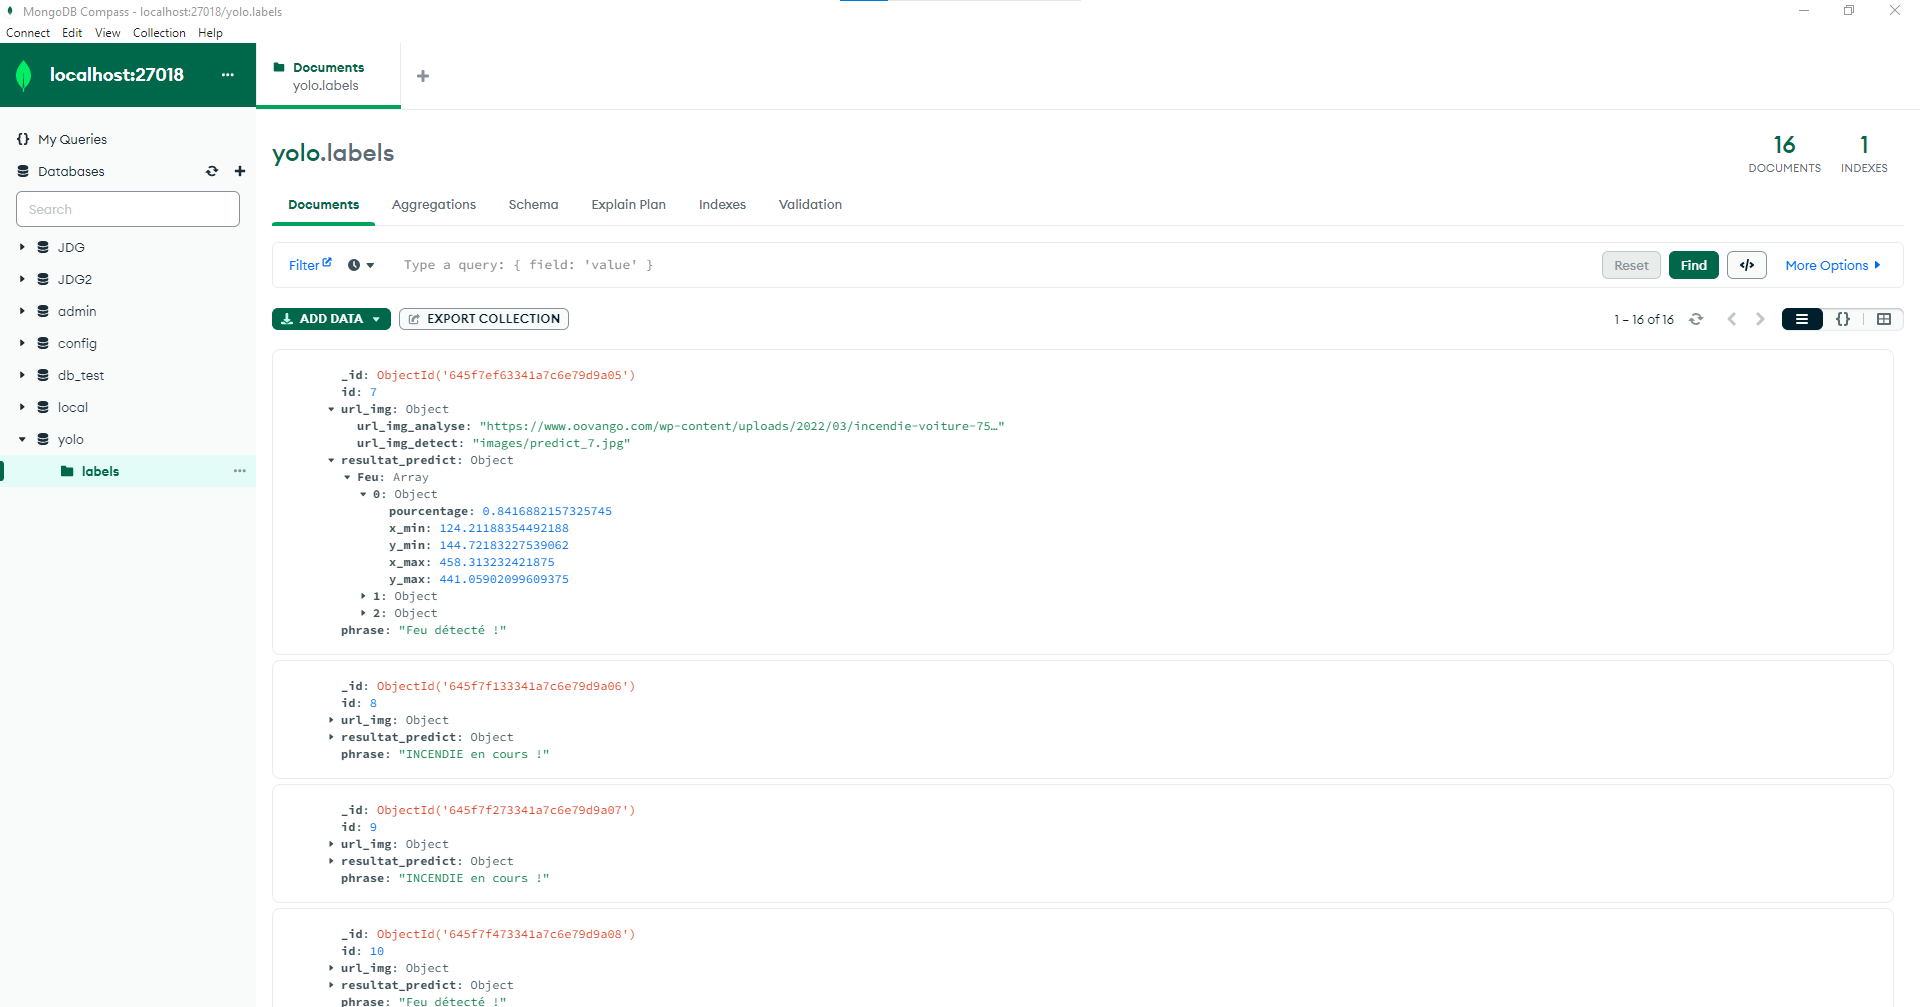 MongoDB Compass - localhost:27018/yolo.labels
Connect Edit View Collection Help
localhost:27018 ...
Documents
yolo.labels
My Queries
Databases
Search
JDG
JDG2
admin
config
db_test
local
yolo
labels ...
yolo.labels
16
DOCUMENTS
1
INDEXES
Documents Aggregations Schema Explain Plan Indexes Validation
Filter Type a query: { field: 'value' } Reset Find </> More Options
ADD DATA EXPORT COLLECTION 1 – 16 of 16 {}
_id: ObjectId('645f7ef63341a7c6e79d9a05')
id: 7
url_img: Object
url_img_analyse: "https://www.oovango.com/wp-content/uploads/2022/03/incendie-voiture-75…"
url_img_detect: "images/predict_7.jpg"
resultat_predict: Object
Feu: Array
0: Object
pourcentage: 0.8416882157325745
x_min: 124.21188354492188
y_min: 144.72183227539062
x_max: 458.313232421875
y_max: 441.05902099609375
1: Object
2: Object
phrase: "Feu détecté !"
_id: ObjectId('645f7f133341a7c6e79d9a06')
id: 8
url_img: Object
resultat_predict: Object
phrase: "INCENDIE en cours !"
_id: ObjectId('645f7f273341a7c6e79d9a07')
id: 9
url_img: Object
resultat_predict: Object
phrase: "INCENDIE en cours !"
_id: ObjectId('645f7f473341a7c6e79d9a08')
id: 10
url_img: Object
resultat_predict: Object
phrase: "Feu détecté !"